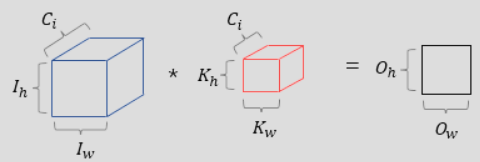 C_i C_i
I_h * K_h = O_h
I_w K_w O_w